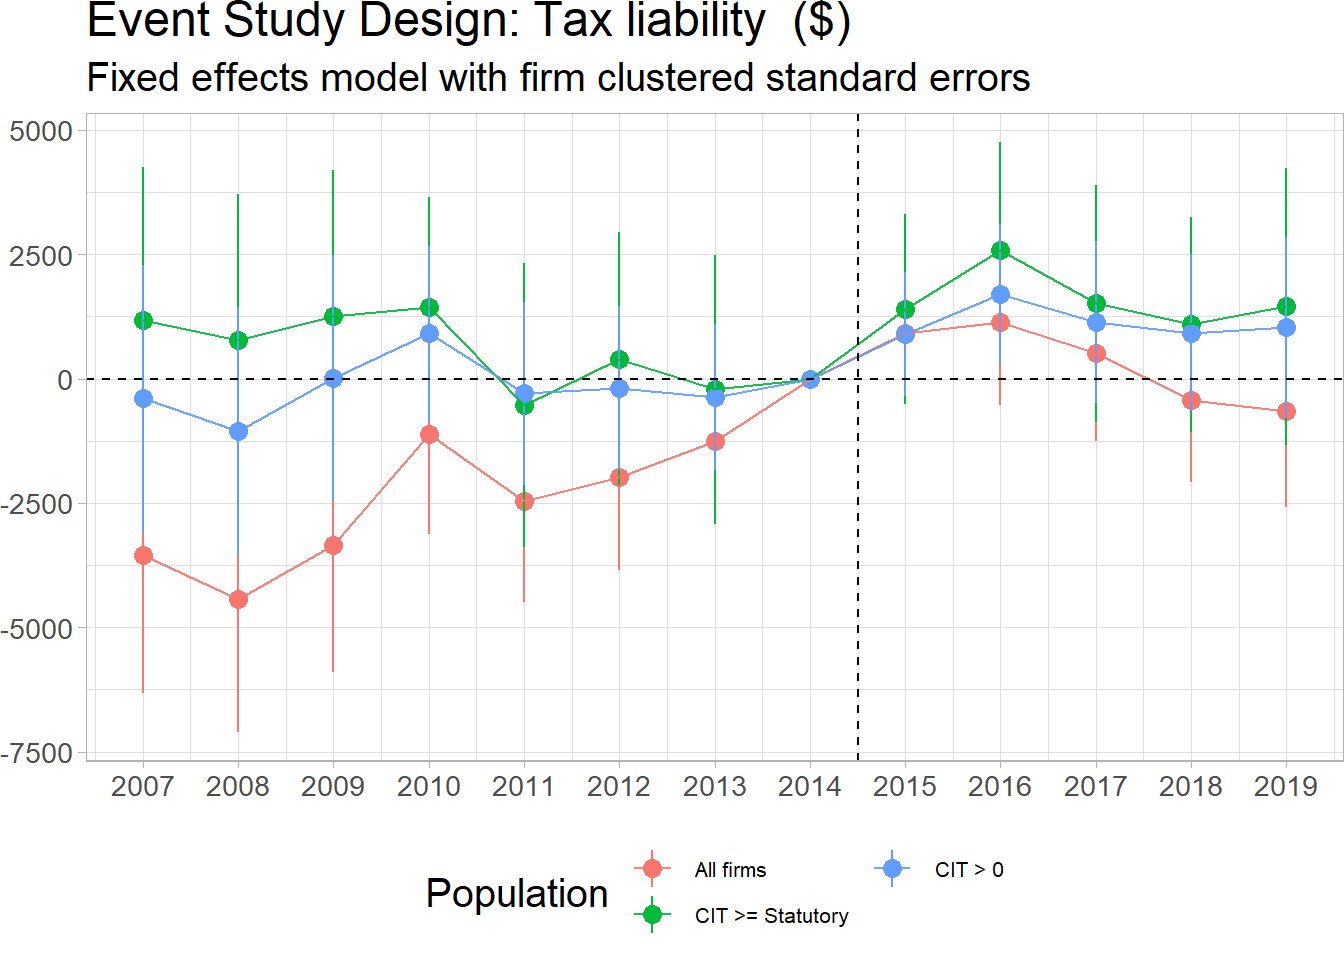 Event Study Design: Tax liability  ($)
Fixed effects model with firm clustered standard errors
5000
2500
0
-2500
-5000
-7500
2007 2008 2009 2010 2011 2012 2013 2014 2015 2016 2017 2018 2019
Population
All firms
CIT >= Statutory
CIT > 0